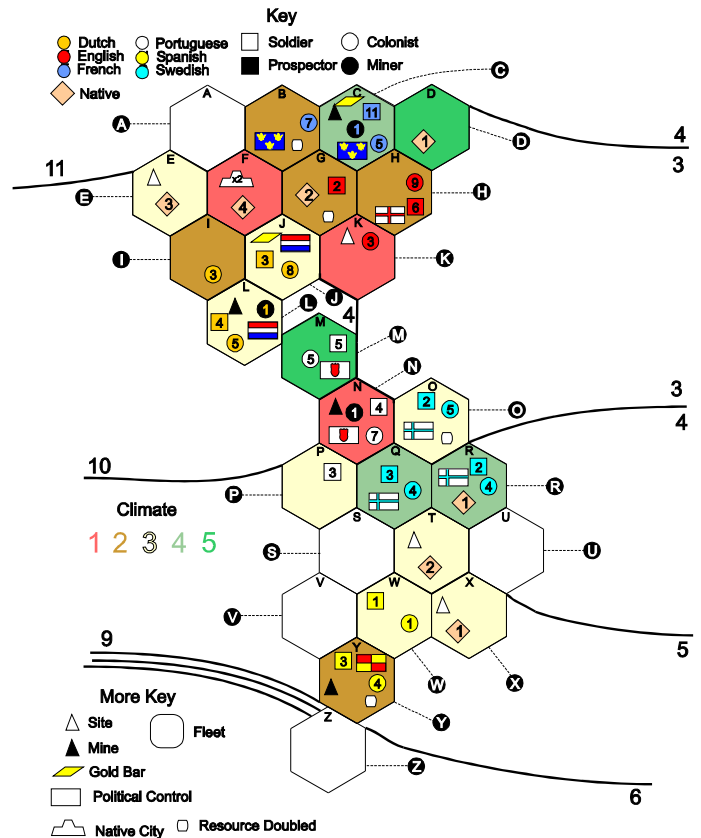 Key
Dutch Portuguese Soldier Colonist
English Spanish
French Swedish Prospector Miner
Native
C
A B C D
7 11
A 1 5 1 D 4
3
11
E F G H
x2 2 9
E 3 4 2 6 H
I J K
3 3
I 3 8 K
L J
1 L 4
4 M
5 5 M
5 N
N O 3
1 4 2 5 O
7 4
10 P Q R
3 3 2
P 4 4 R
1
Climate
1 2 3 4 5
S T U
S 2 U
V W X
1
V 1 1 5
9 Y
3 W X
4
More Key Y
Z
Site
Fleet
Mine
Z
Gold Bar
Political Control 6
Native City Resource Doubled